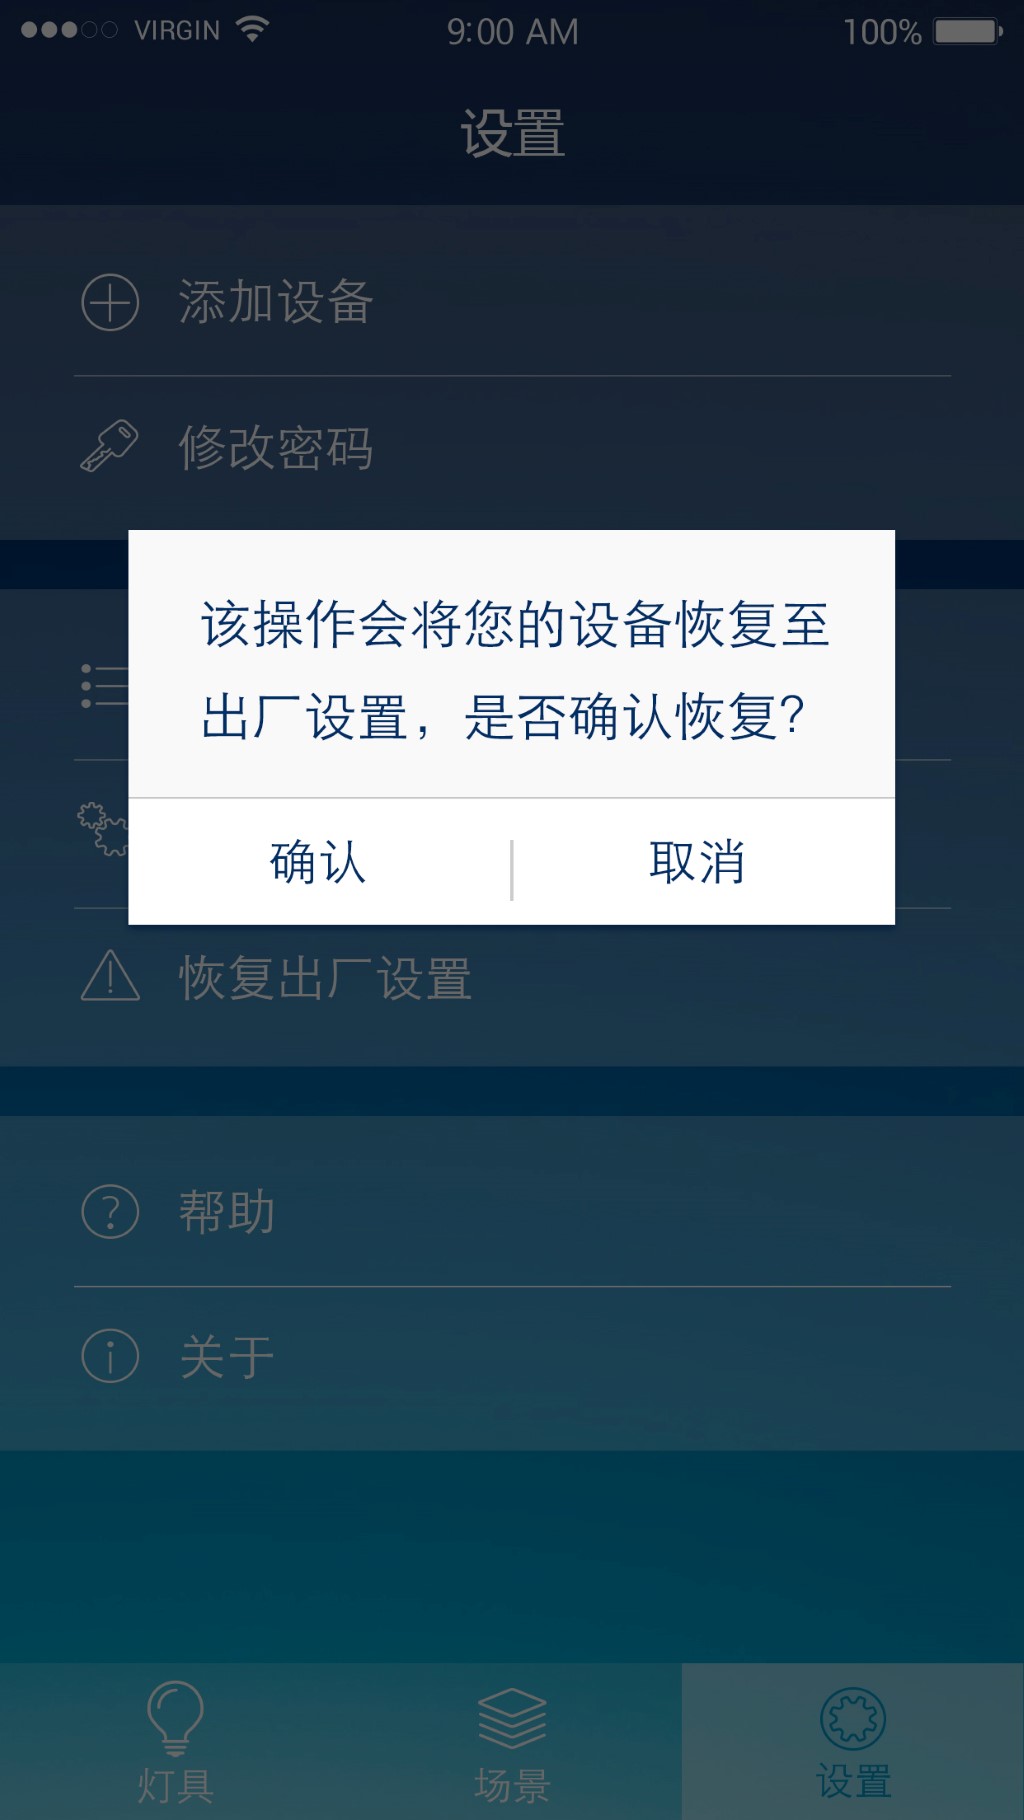 VIRGIN 9:00 AM 100%
设置
添加设备
修改密码
该操作会将您的设备恢复至
出厂设置，是否确认恢复?
确认 取消
恢复出厂设置
帮助
关于
灯具 场景 设置